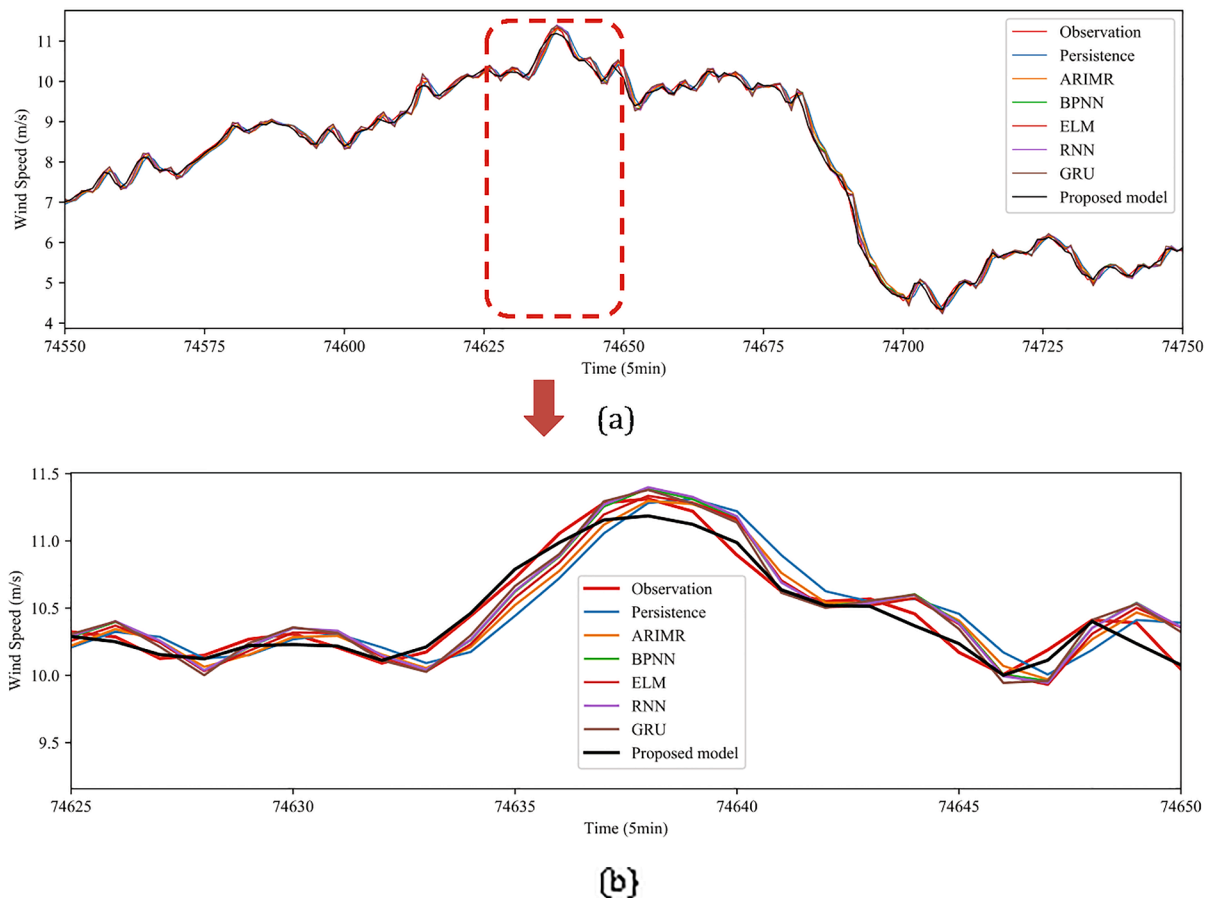 11
10
9
8
7
6
5
4
Wind Speed (m/s)
Observation
Persistence
ARIMR
BPNN
ELM
RNN
GRU
Proposed model
74550 74575 74600 74625 74650 74675 74700 74725 74750
Time (5min)
(a)
11.5
11.0
10.5
10.0
9.5
Wind Speed (m/s)
Observation
Persistence
ARIMR
BPNN
ELM
RNN
GRU
Proposed model
74625 74630 74635 74640 74645 74650
Time (5min)
(b)